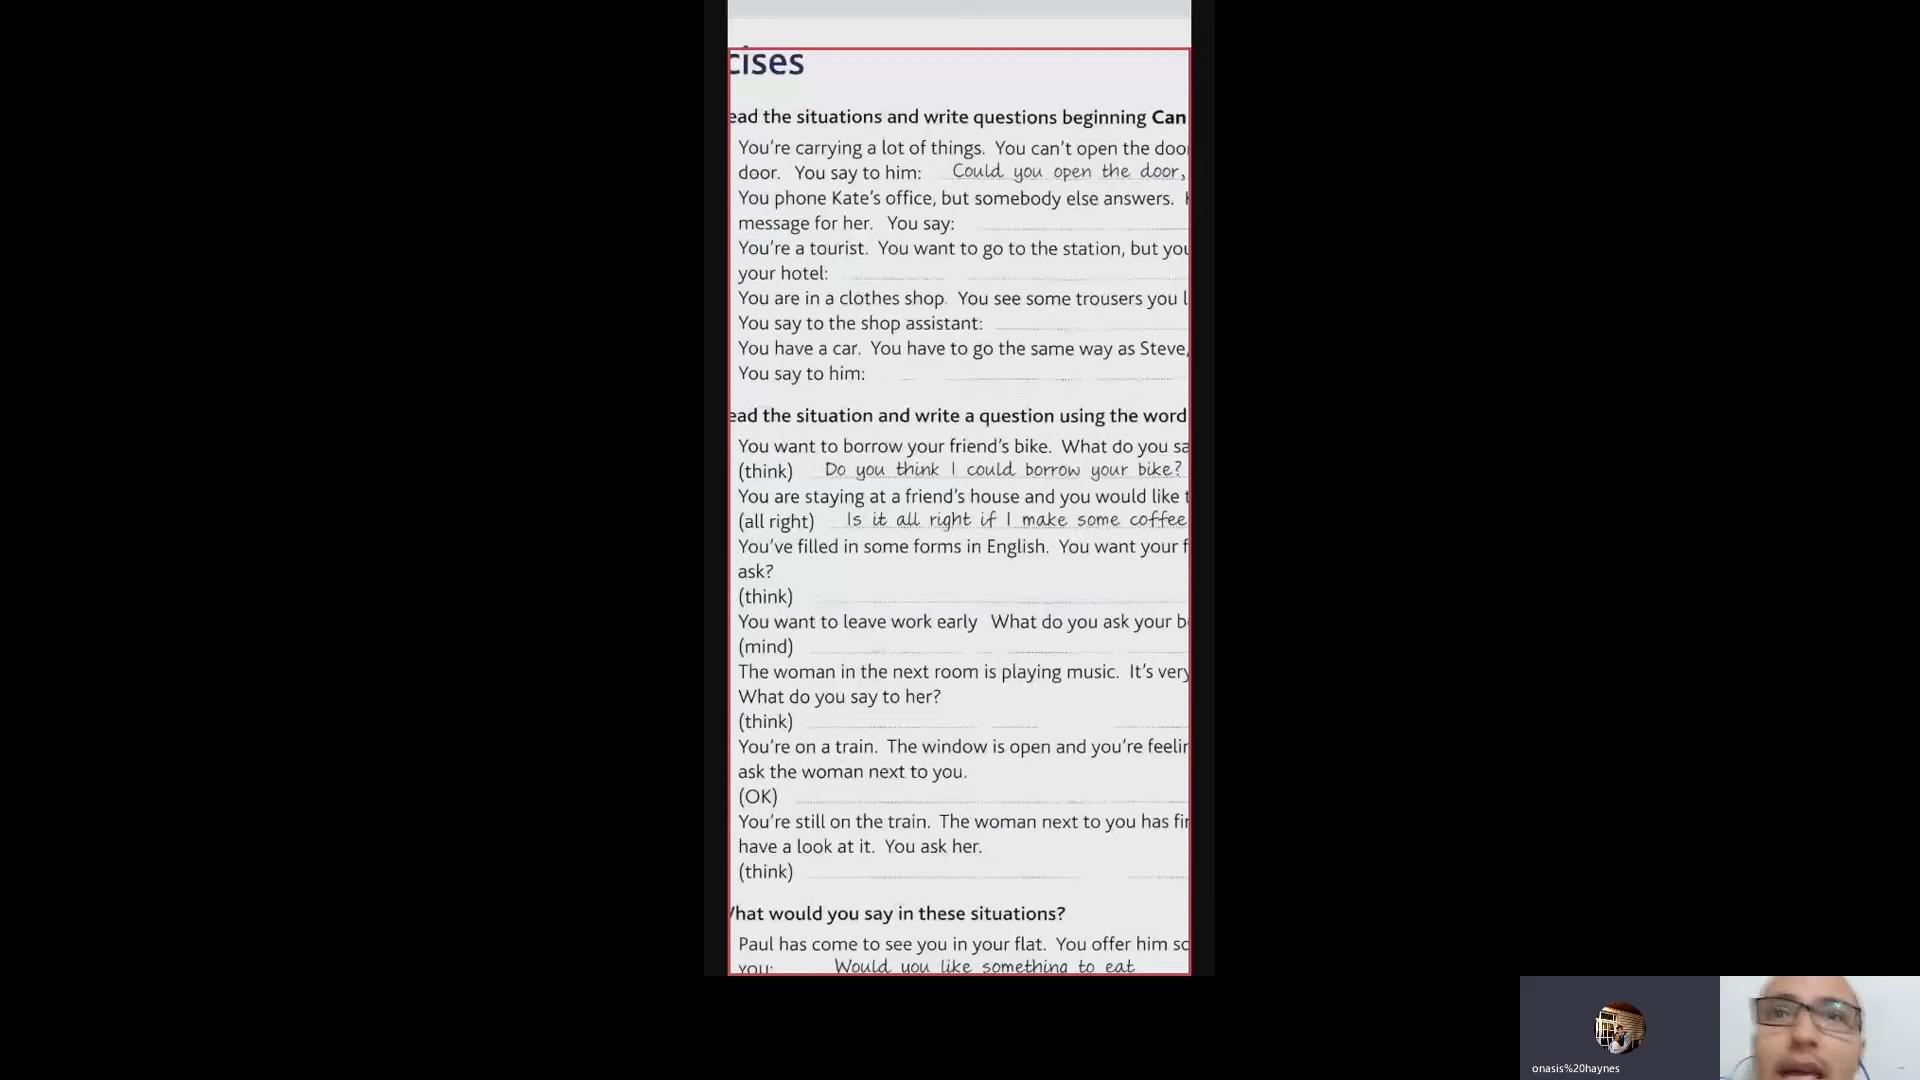 cises
ead the situations and write questions beginning Can
You're carrying a lot of things. You can't open the doo
door. You say to him: Could you open the door,
You phone Kate's office, but somebody else answers.
message for her. You say:
You're a tourist. You want to go to the station, but you
your hotel:
You are in a clothes shop. You see some trousers you l
You say to the shop assistant:
You have a car. You have to go the same way as Steve,
You say to him:
ead the situation and write a question using the word
You want to borrow your friend's bike. What do you sa
(think) Do you think I could borrow your bike?
You are staying at a friend's house and you would like t
(all right) Is it all right if I make some coffee
You've filled in some forms in English. You want your f
ask?
(think)
You want to leave work early What do you ask your b
(mind)
The woman in the next room is playing music. It's very
What do you say to her?
(think)
You're on a train. The window is open and you're feelin
ask the woman next to you.
(OK)
You're still on the train. The woman next to you has fin
have a look at it. You ask her.
(think)
What would you say in these situations?
Paul has come to see you in your flat. You offer him so
you: Would you like something to eat
onasis%20haynes